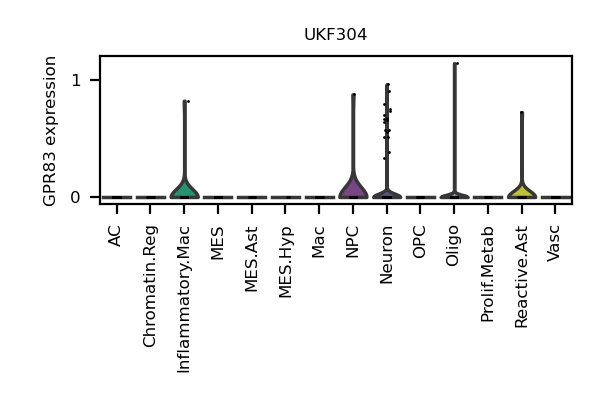 UKF304
GPR83 expression
1
0
AC
Chromatin.Reg
Inflammatory.Mac
MES
MES.Ast
MES.Hyp
Mac
NPC
Neuron
OPC
Oligo
Prolif.Metab
Reactive.Ast
Vasc